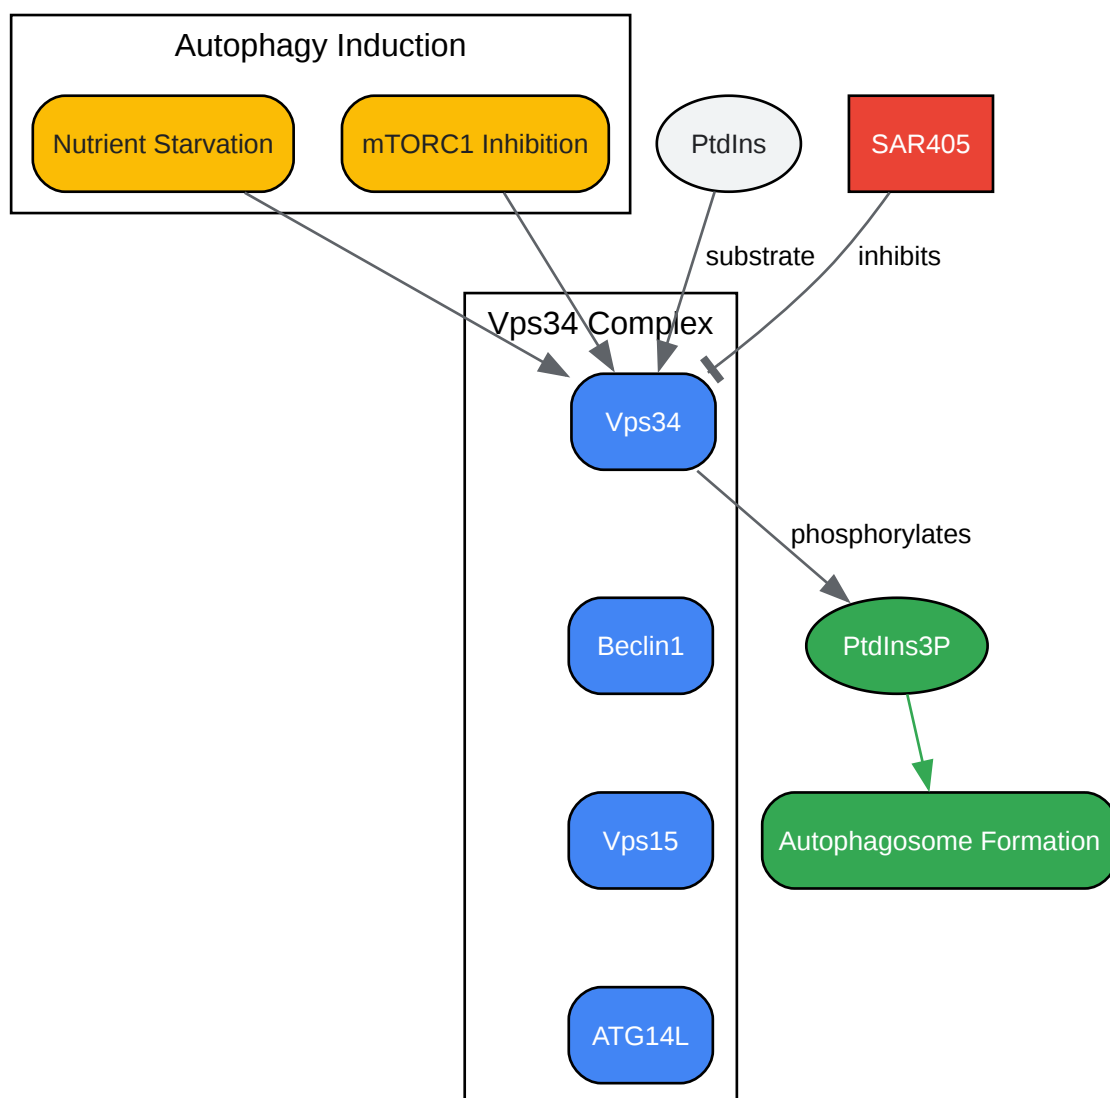 Autophagy Induction
Nutrient Starvation
mTORC1 Inhibition
PtdIns
SAR405
substrate
inhibits
Vps34 Complex
Vps34
phosphorylates
Beclin1
PtdIns3P
Vps15
Autophagosome Formation
ATG14L